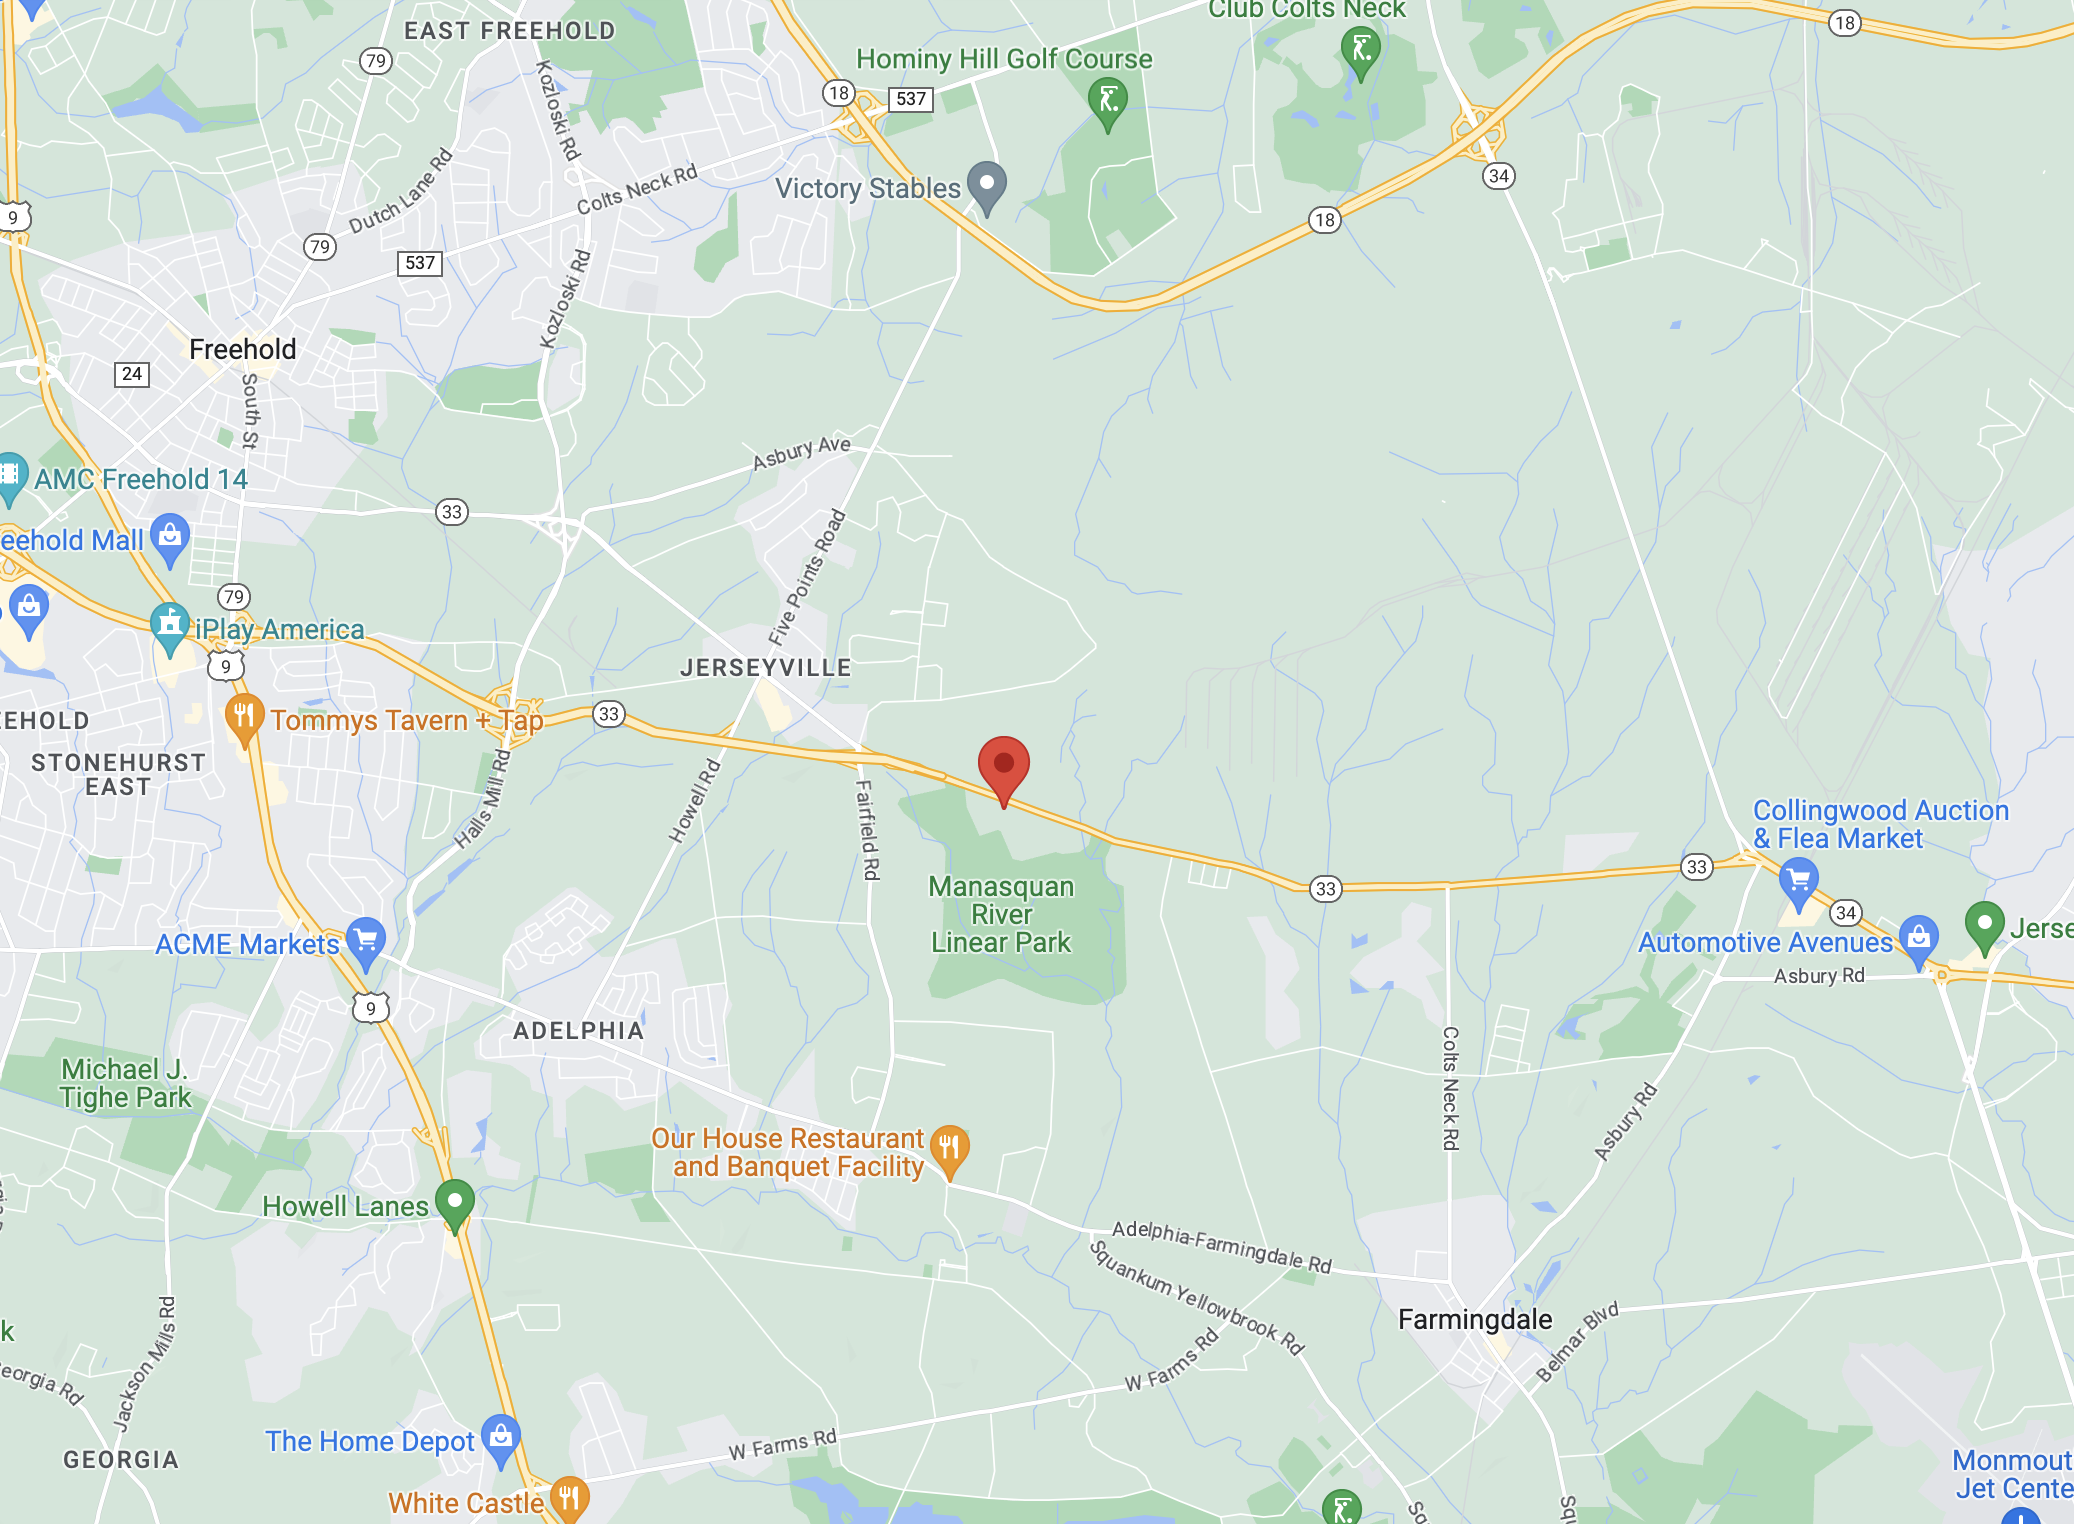 Club Colts Neck
18
EAST FREEHOLD
79
Hominy Hill Golf Course
18
537
Kozloski Rd
34
Dutch Lane Rd
Colts Neck Rd
Victory Stables
9
18
79
537
Kozloski Rd
Freehold
24
South St
Asbury Ave
AMC Freehold 14
33
eehold Mall
Five Points Road
79
iPlay America
9
JERSEYVILLE
EEHOLD
Tommys Tavern + Tap
33
STONEHURST
EAST
Halls Mill Rd
Howell Rd
Fairfield Rd
Collingwood Auction
& Flea Market
33
33
Manasquan
River
Linear Park
34
Jerse
ACME Markets
Automotive Avenues
Asbury Rd
9
ADELPHIA
Colts Neck Rd
Michael J.
Tighe Park
Asbury Rd
Our House Restaurant
and Banquet Facility
Howell Lanes
Adelphia-Farmingdale Rd
Squankum Yellowbrook Rd
k
Farmingdale
Belmar Blvd
Jackson Mills Rd
W Farms Rd
eorgia Rd
The Home Depot
W Farms Rd
GEORGIA
Monmout
Jet Cente
White Castle
Sq
Squ